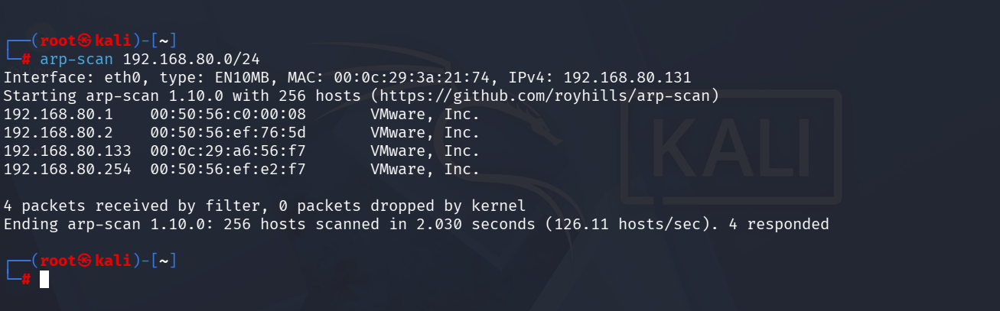 ┌──(root㉿kali)-[~]
└─# arp-scan 192.168.80.0/24
Interface: eth0, type: EN10MB, MAC: 00:0c:29:3a:21:74, IPv4: 192.168.80.131
Starting arp-scan 1.10.0 with 256 hosts (https://github.com/royhills/arp-scan)
192.168.80.1    00:50:56:c0:00:08       VMware, Inc.
192.168.80.2    00:50:56:ef:76:5d       VMware, Inc.
192.168.80.133  00:0c:29:a6:56:f7       VMware, Inc.
192.168.80.254  00:50:56:ef:e2:f7       VMware, Inc.
4 packets received by filter, 0 packets dropped by kernel
Ending arp-scan 1.10.0: 256 hosts scanned in 2.030 seconds (126.11 hosts/sec). 4 responded
┌──(root㉿kali)-[~]
└─#
KALI